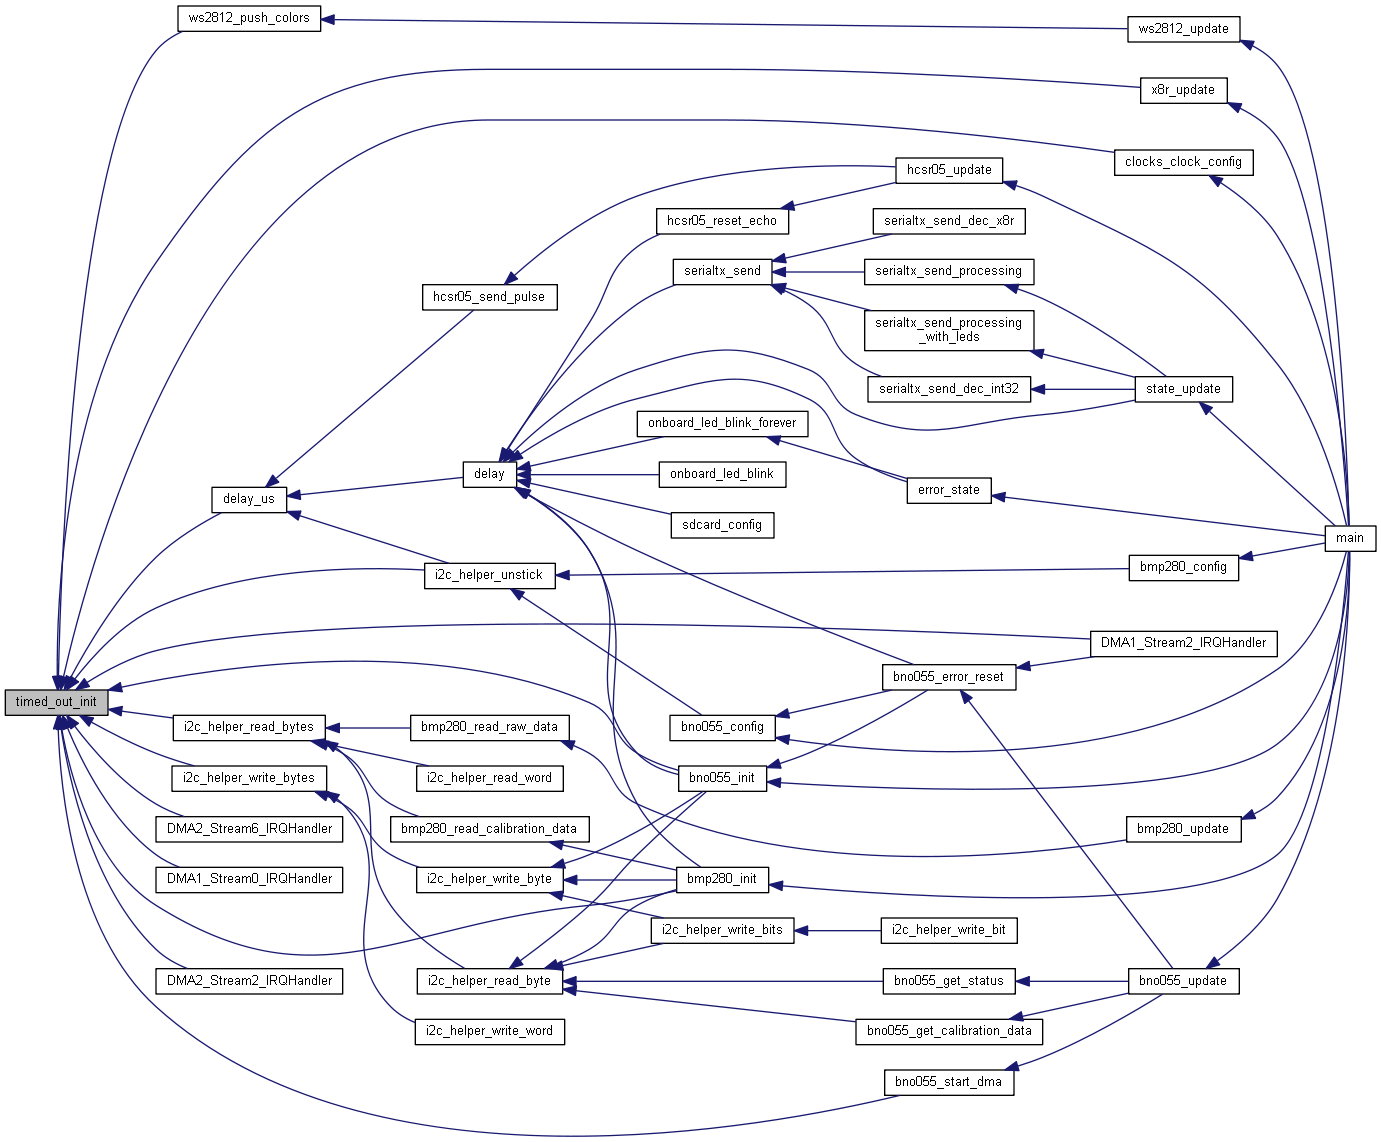 ws2812_push_colors
ws2812_update
x8r_update
clocks_clock_config
hcsr05_update
hcsr05_reset_echo
serialtx_send_dec_x8r
serialtx_send
serialtx_send_processing
hcsr05_send_pulse
serialtx_send_processing
_with_leds
serialtx_send_dec_int32
state_update
onboard_led_blink_forever
delay
onboard_led_blink
error_state
delay_us
sdcard_config
main
i2c_helper_unstick
bmp280_config
DMA1_Stream2_IRQHandler
bno055_error_reset
timed_out_init
i2c_helper_read_bytes
bmp280_read_raw_data
bno055_config
i2c_helper_write_bytes
i2c_helper_read_word
bno055_init
DMA2_Stream6_IRQHandler
bmp280_read_calibration_data
bmp280_update
DMA1_Stream0_IRQHandler
i2c_helper_write_byte
bmp280_init
i2c_helper_write_bits
i2c_helper_write_bit
DMA2_Stream2_IRQHandler
i2c_helper_read_byte
bno055_get_status
bno055_update
i2c_helper_write_word
bno055_get_calibration_data
bno055_start_dma